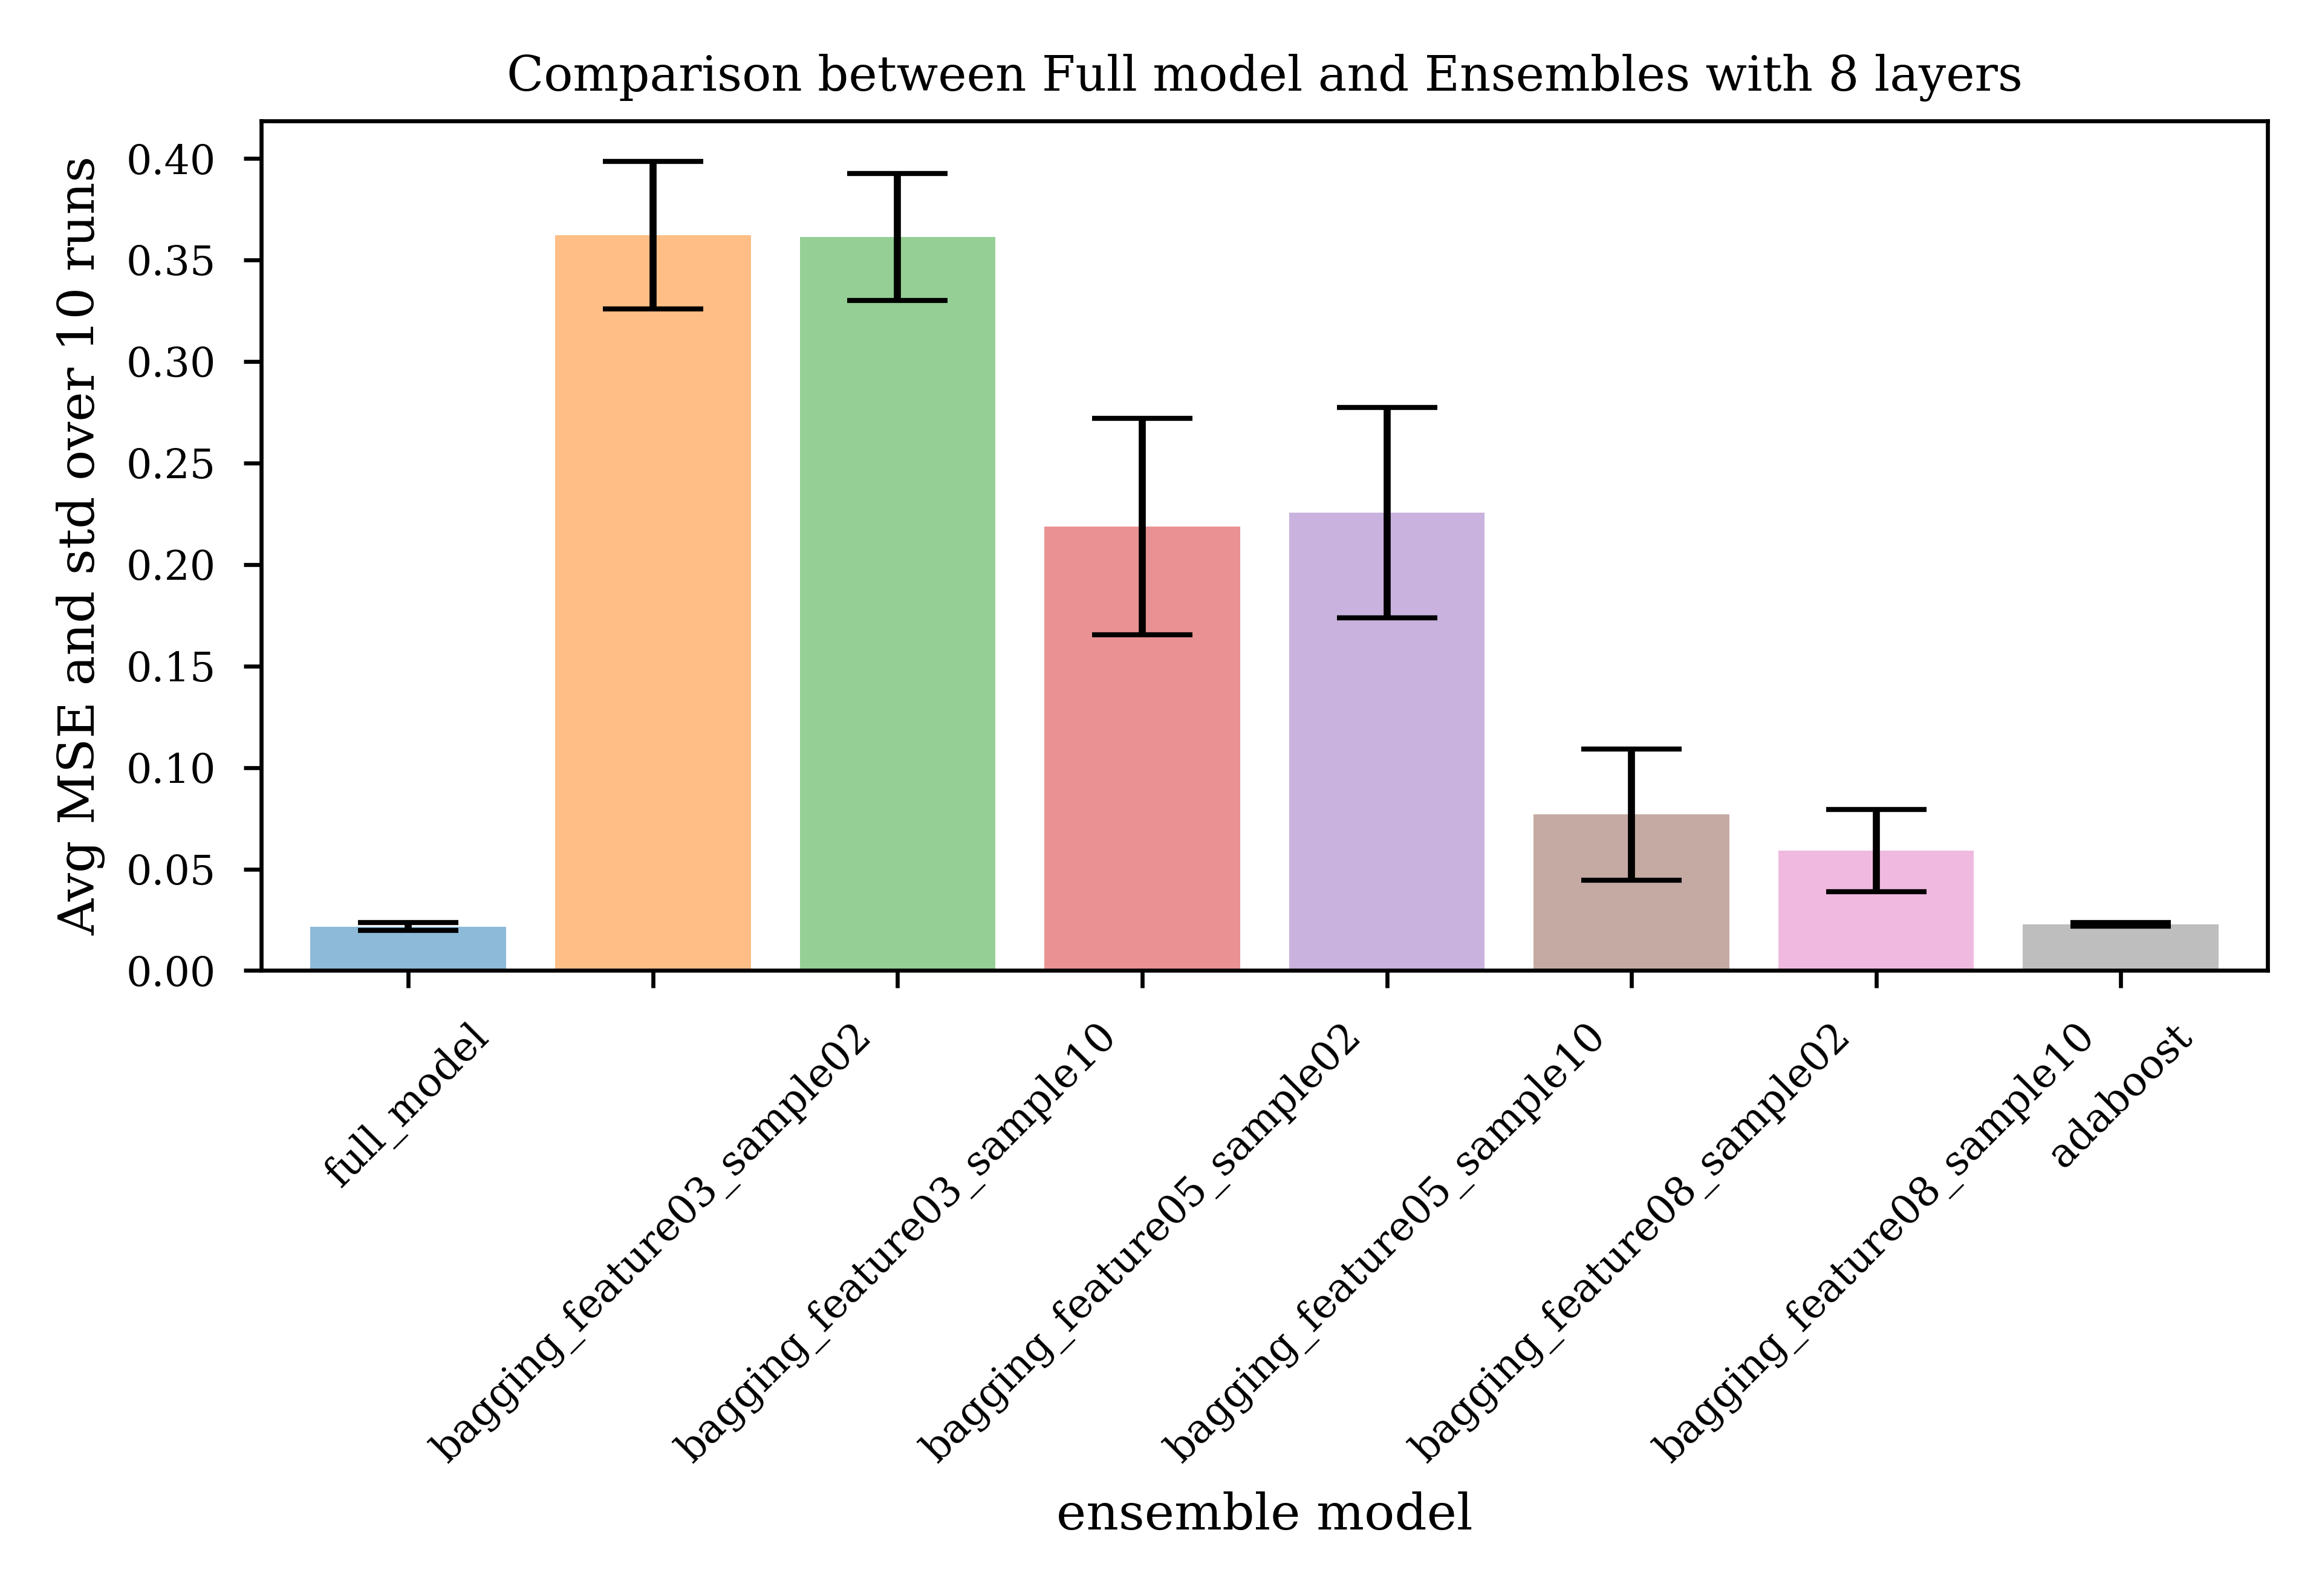 Comparison between Full model and Ensembles with 8 layers
Avg MSE and std over 10 runs
0.40
0.35
0.30
0.25
0.20
0.15
0.10
0.05
0.00
full_model
bagging_feature03_sample02
bagging_feature03_sample10
bagging_feature05_sample02
bagging_feature05_sample10
bagging_feature08_sample02
bagging_feature08_sample10
adaboost
ensemble model